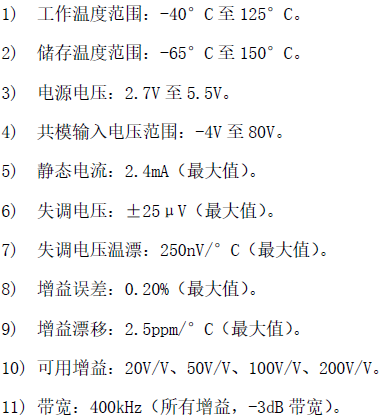 1) 工作温度范围：-40°C 至 125°C。
2) 储存温度范围：-65°C 至 150°C。
3) 电源电压：2.7V 至 5.5V。
4) 共模输入电压范围：-4V 至 80V。
5) 静态电流：2.4mA（最大值）。
6) 失调电压：±25μV（最大值）。
7) 失调电压温漂：250nV/°C（最大值）。
8) 增益误差：0.20%（最大值）。
9) 增益漂移：2.5ppm/°C（最大值）。
10) 可用增益：20V/V、50V/V、100V/V、200V/V。
11) 带宽：400kHz（所有增益，-3dB 带宽）。